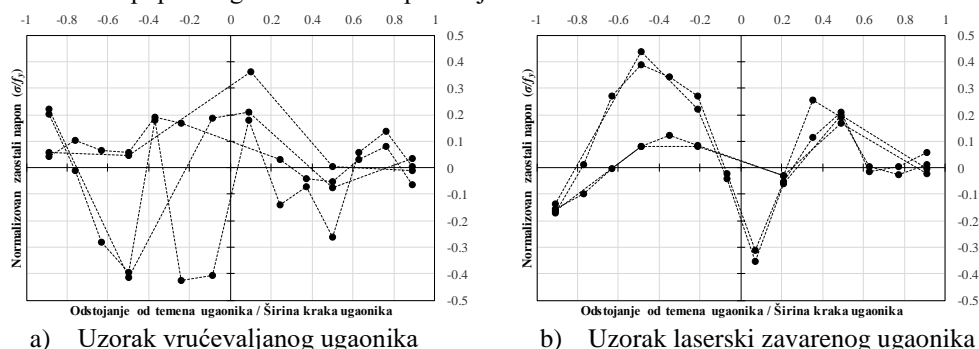 -1 -0.8 -0.6 -0.4 -0.2 0 0.2 0.4 0.6 0.8 1
0.5
0.4
0.3
0.2
0.1
0
-0.1
-0.2
-0.3
-0.4
-0.5
Normalizovan zaostali napon (σ/fy)
Odstojanje od temena ugaonika / Širina kraka ugaonika
a) Uzorak vrućevaljanog ugaonika
-1 -0.8 -0.6 -0.4 -0.2 0 0.2 0.4 0.6 0.8 1
0.5
0.4
0.3
0.2
0.1
0
-0.1
-0.2
-0.3
-0.4
-0.5
Normalizovan zaostali napon (σ/fy)
Odstojanje od temena ugaonika / Širina kraka ugaonika
b) Uzorak laserski zavarenog ugaonika